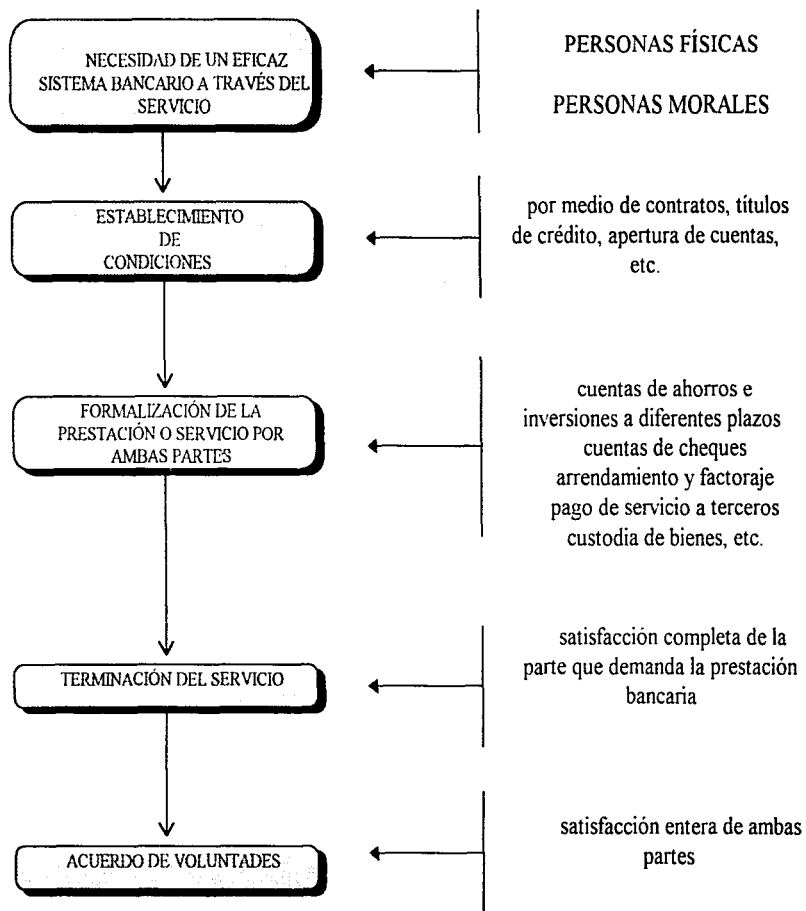 NECESIDAD DE UN EFICAZ
SISTEMA BANCARIO A TRAVÉS DEL
SERVICIO
PERSONAS FÍSICAS
PERSONAS MORALES
ESTABLECIMIENTO
DE
CONDICIONES
por medio de contratos, títulos
de crédito, apertura de cuentas,
etc.
FORMALIZACIÓN DE LA
PRESTACIÓN O SERVICIO POR
AMBAS PARTES
cuentas de ahorros e
inversiones a diferentes plazos
cuentas de cheques
arrendamiento y factoraje
pago de servicio a terceros
custodia de bienes, etc.
TERMINACIÓN DEL SERVICIO
satisfacción completa de la
parte que demanda la prestación
bancaria
ACUERDO DE VOLUNTADES
satisfacción entera de ambas
partes